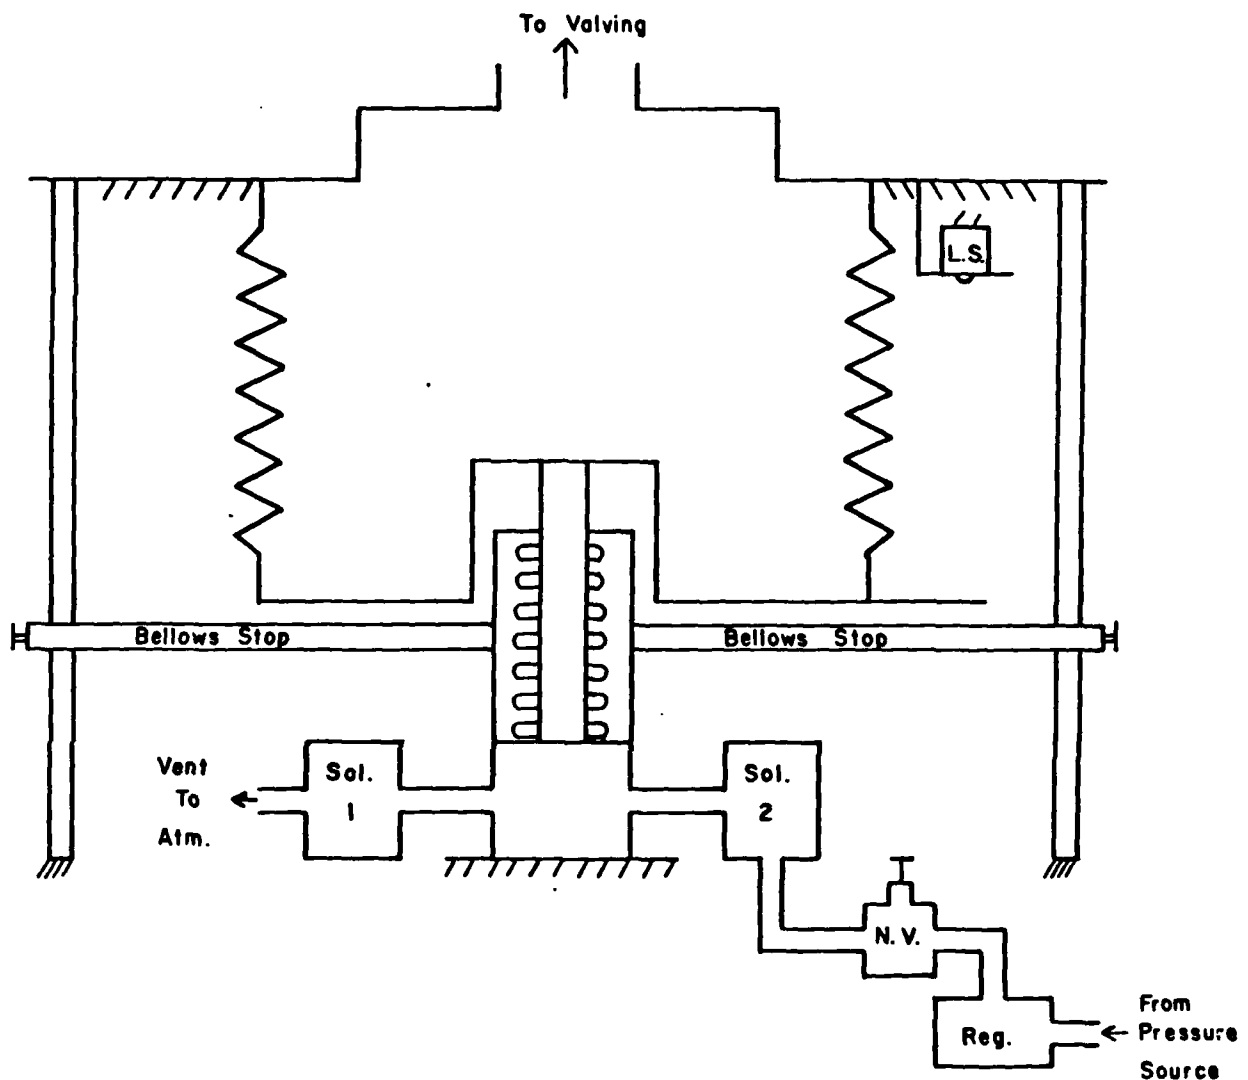 To Valving
L.S.
Bellows Stop
Bellows Stop
Vent
To
Atm.
Sol.
1
Sol.
2
N.V.
From
Pressure
Source
Reg.